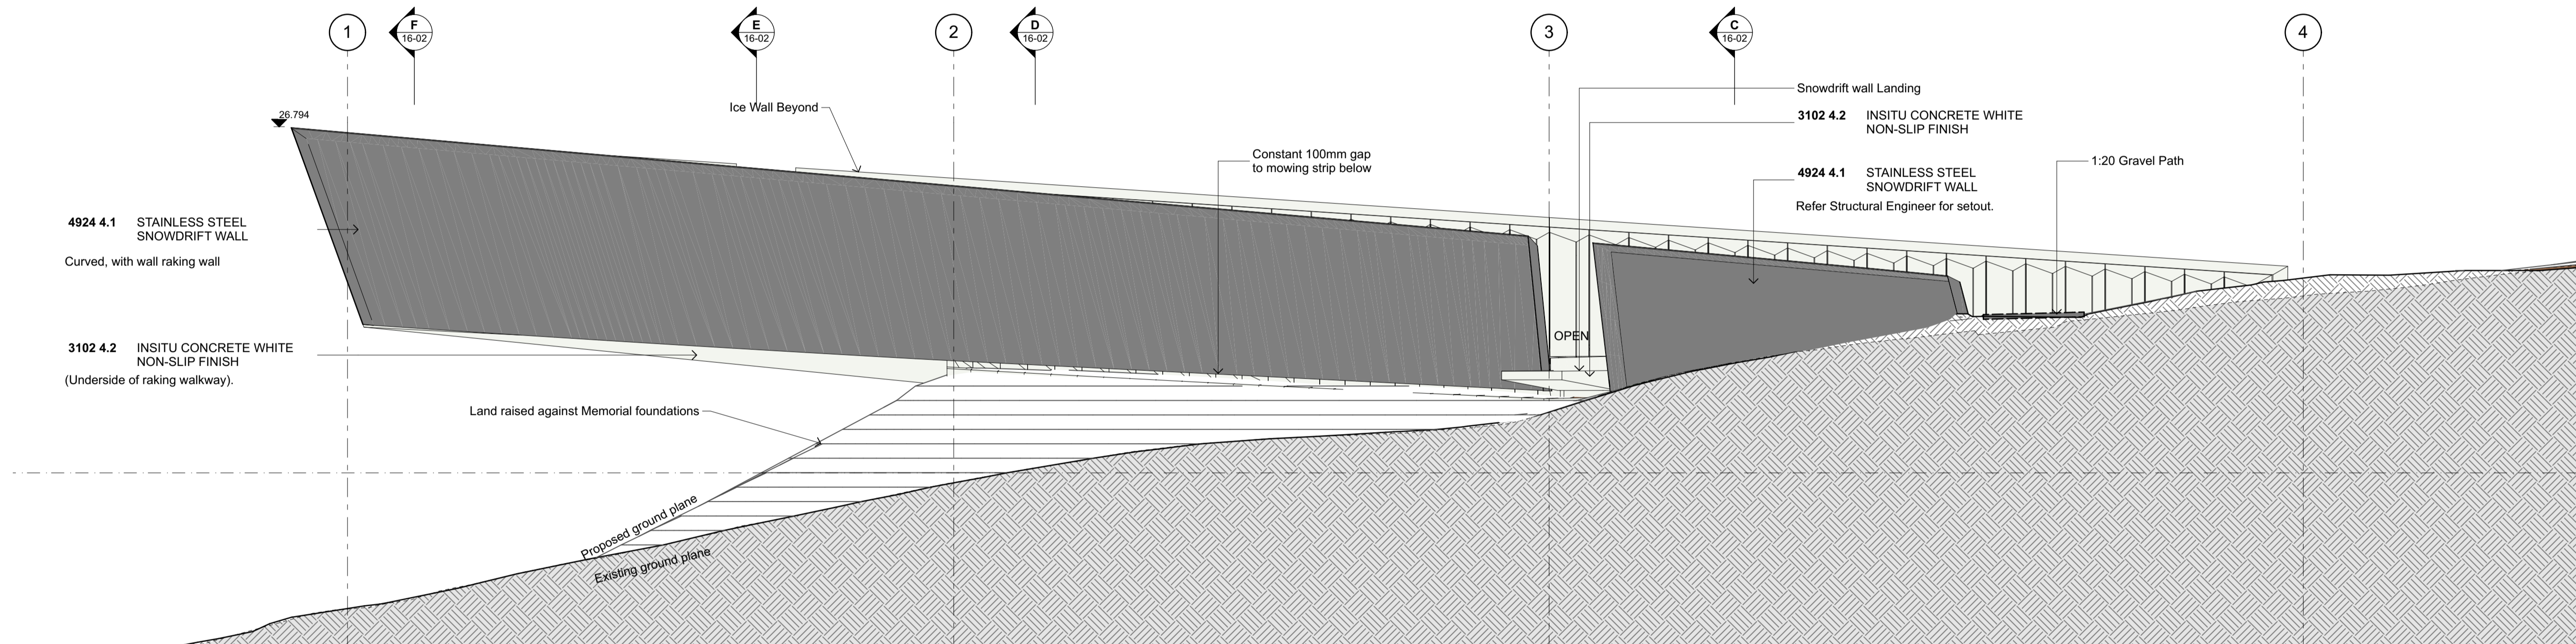 1
F
16-02
E
16-02
2
D
16-02
3
C
16-02
4
Snowdrift wall Landing
Ice Wall Beyond
26.794
3102 4.2 INSITU CONCRETE WHITE
NON-SLIP FINISH
Constant 100mm gap
to mowing strip below
1:20 Gravel Path
4924 4.1 STAINLESS STEEL
SNOWDRIFT WALL
Refer Structural Engineer for setout.
4924 4.1 STAINLESS STEEL
SNOWDRIFT WALL
Curved, with wall raking wall
OPEN
3102 4.2 INSITU CONCRETE WHITE
NON-SLIP FINISH
(Underside of raking walkway).
Land raised against Memorial foundations
Proposed ground plane
Existing ground plane